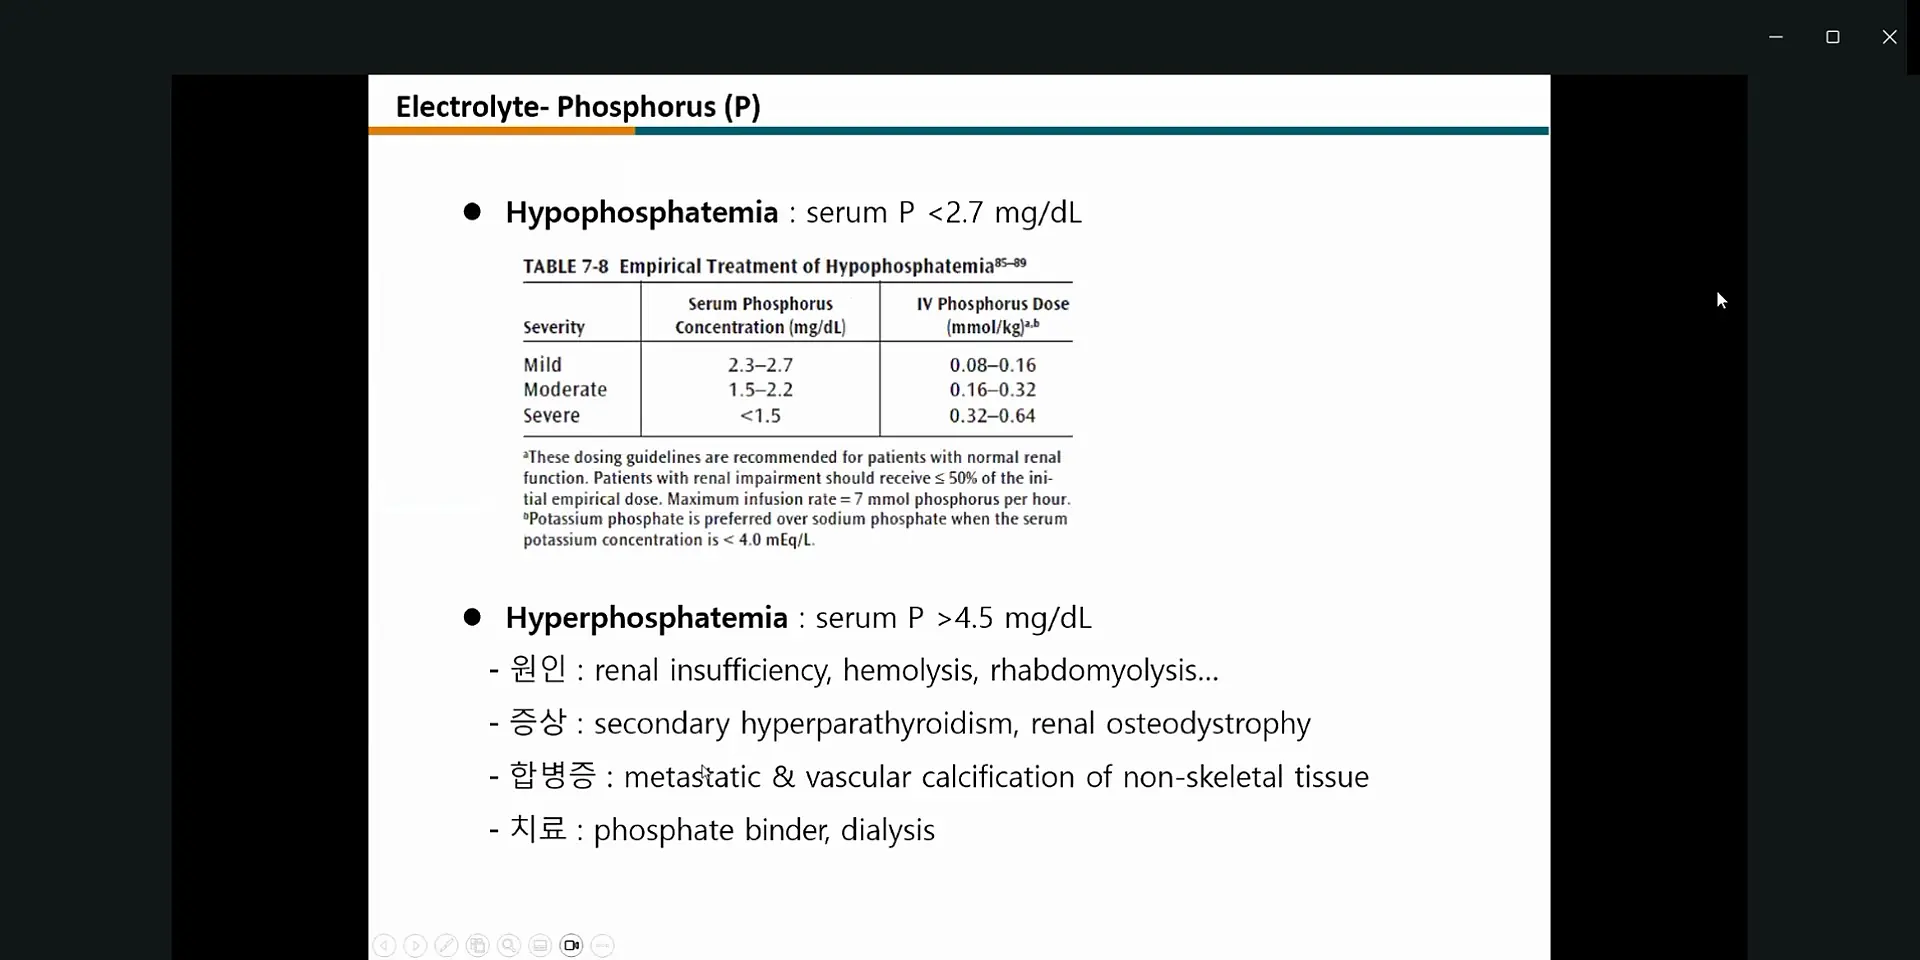 Electrolyte- Phosphorus (P)
● Hypophosphatemia : serum P <2.7 mg/dL
TABLE 7-8 Empirical Treatment of Hypophosphatemia⁸⁵⁻⁸⁹
Severity Serum Phosphorus Concentration (mg/dL) IV Phosphorus Dose (mmol/kg)ᵃ,ᵇ
Mild 2.3–2.7 0.08–0.16
Moderate 1.5–2.2 0.16–0.32
Severe <1.5 0.32–0.64
ᵃThese dosing guidelines are recommended for patients with normal renal
function. Patients with renal impairment should receive ≤ 50% of the ini-
tial empirical dose. Maximum infusion rate = 7 mmol phosphorus per hour.
ᵇPotassium phosphate is preferred over sodium phosphate when the serum
potassium concentration is < 4.0 mEq/L.
● Hyperphosphatemia : serum P >4.5 mg/dL
- 원인 : renal insufficiency, hemolysis, rhabdomyolysis...
- 증상 : secondary hyperparathyroidism, renal osteodystrophy
- 합병증 : metastatic & vascular calcification of non-skeletal tissue
- 치료 : phosphate binder, dialysis